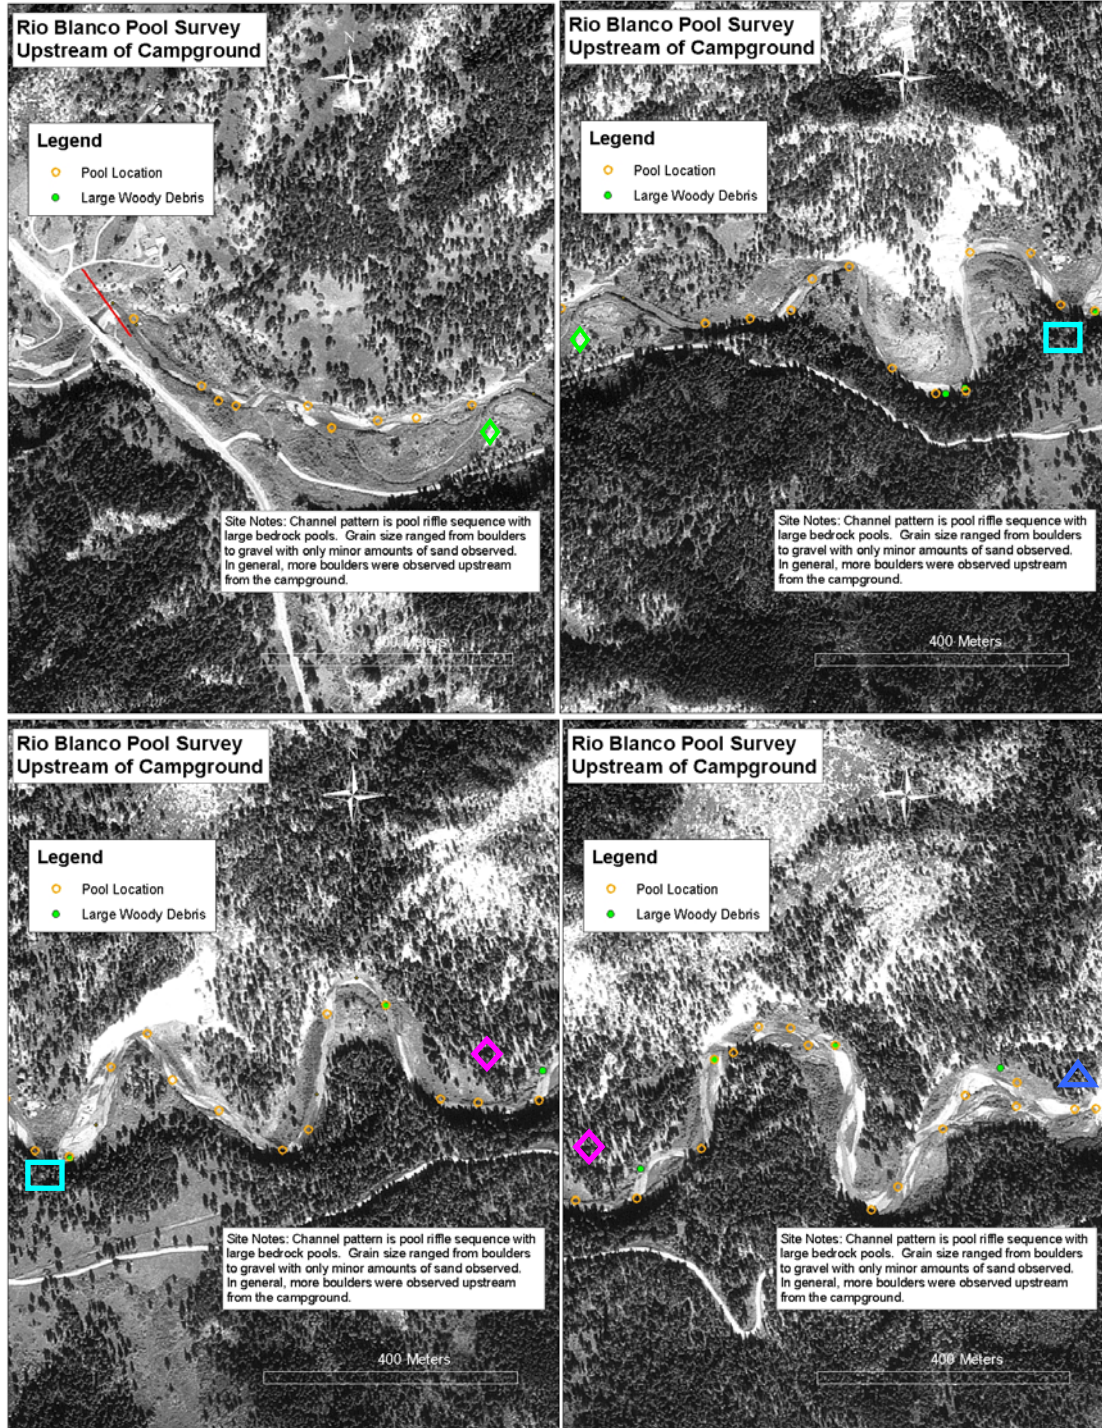 Rio Blanco Pool Survey
Upstream of Campground
N
Legend
Pool Location
Large Woody Debris
Site Notes: Channel pattern is pool riffle sequence with
large bedrock pools. Grain size ranged from boulders
to gravel with only minor amounts of sand observed.
In general, more boulders were observed upstream
from the campground.
400 Meters
Rio Blanco Pool Survey
Upstream of Campground
Legend
Pool Location
Large Woody Debris
Site Notes: Channel pattern is pool riffle sequence with
large bedrock pools. Grain size ranged from boulders
to gravel with only minor amounts of sand observed.
In general, more boulders were observed upstream
from the campground.
400 Meters
Rio Blanco Pool Survey
Upstream of Campground
N
Legend
Pool Location
Large Woody Debris
Site Notes: Channel pattern is pool riffle sequence with
large bedrock pools. Grain size ranged from boulders
to gravel with only minor amounts of sand observed.
In general, more boulders were observed upstream
from the campground.
400 Meters
Rio Blanco Pool Survey
Upstream of Campground
Legend
Pool Location
Large Woody Debris
Site Notes: Channel pattern is pool riffle sequence with
large bedrock pools. Grain size ranged from boulders
to gravel with only minor amounts of sand observed.
In general, more boulders were observed upstream
from the campground.
400 Meters